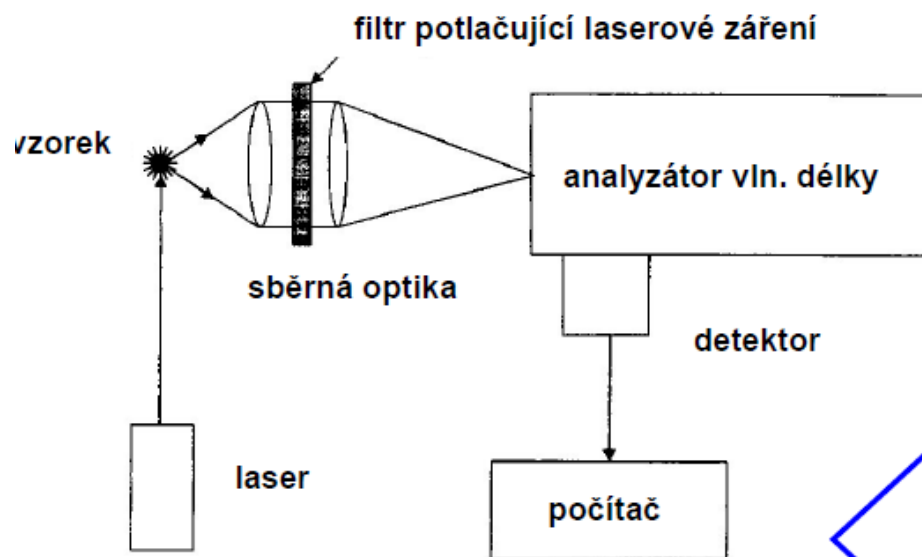 filtr potlačující laserové záření
vzorek
analyzátor vln. délky
sběrná optika
detektor
laser
počítač